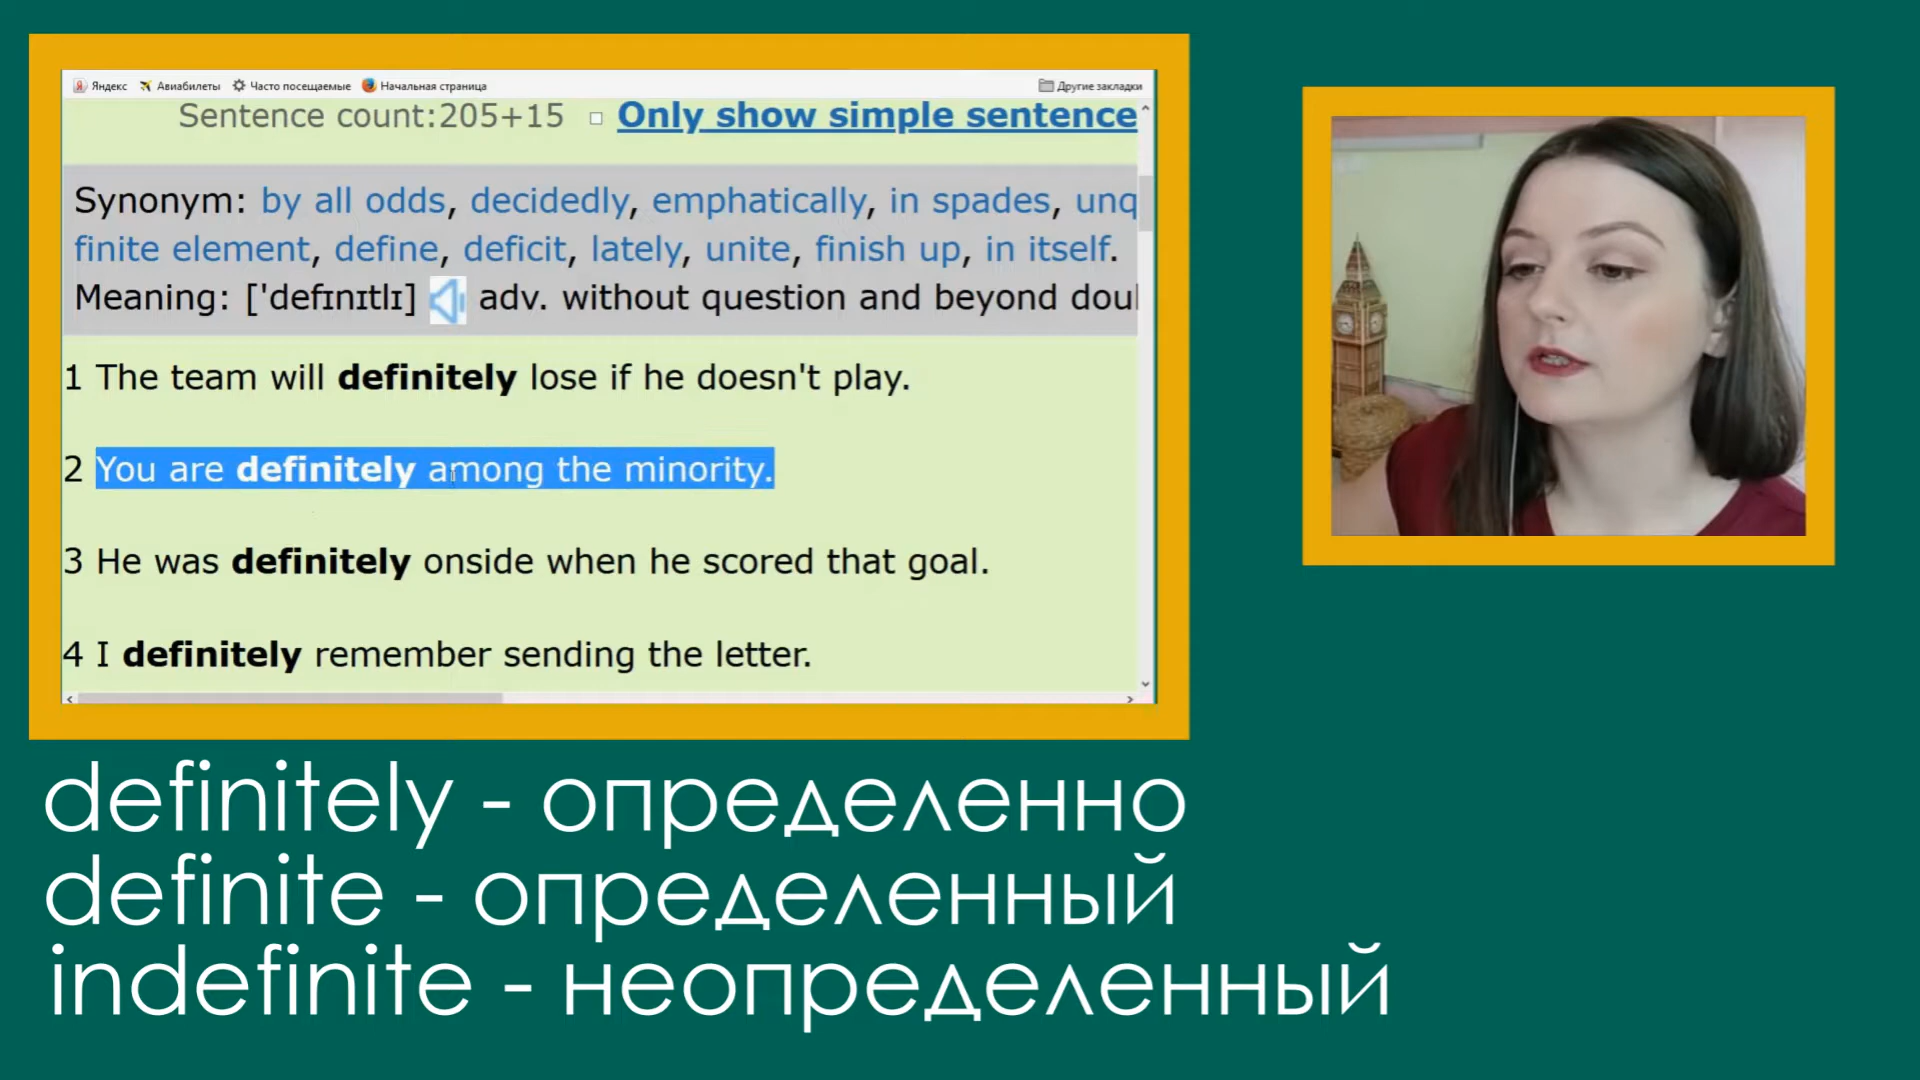 Яндекс Авиабилеты Часто посещаемые Начальная страница Другие закладки
Sentence count:205+15 Only show simple sentence
Synonym: by all odds, decidedly, emphatically, in spades, unq
finite element, define, deficit, lately, unite, finish up, in itself.
Meaning: ['defɪnɪtlɪ] adv. without question and beyond doul
1 The team will definitely lose if he doesn't play.
2 You are definitely among the minority.
3 He was definitely onside when he scored that goal.
4 I definitely remember sending the letter.
definitely - определенно
definite - определенный
indefinite - неопределенный